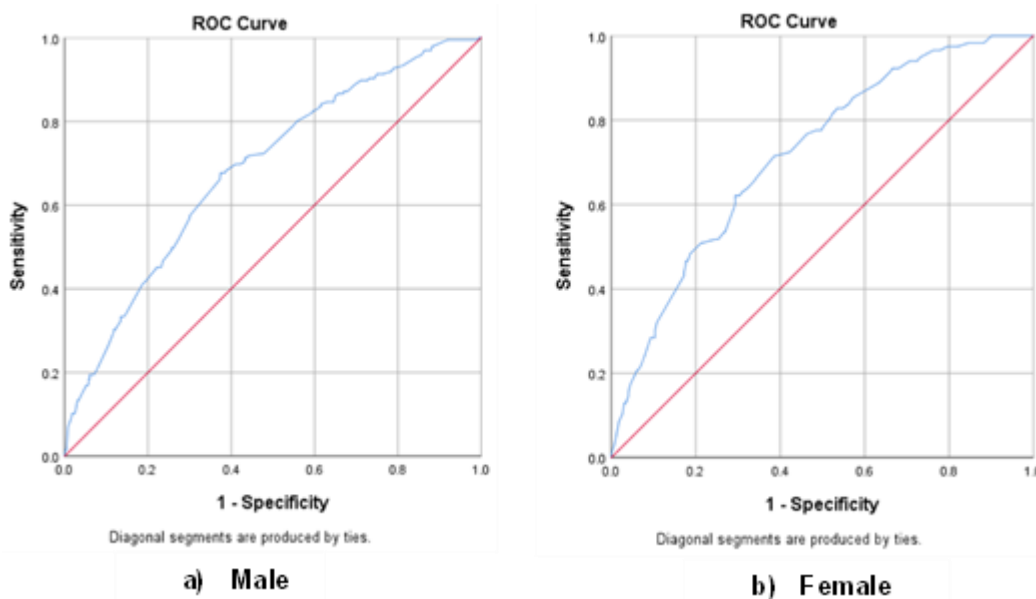 ROC Curve
1.0
0.8
0.6
0.4
0.2
0.0
Sensitivity
0.0 0.2 0.4 0.6 0.8 1.0
1 - Specificity
Diagonal segments are produced by ties.
a) Male
ROC Curve
1.0
0.8
0.6
0.4
0.2
0.0
Sensitivity
0.0 0.2 0.4 0.6 0.8 1.0
1 - Specificity
Diagonal segments are produced by ties.
b) Female